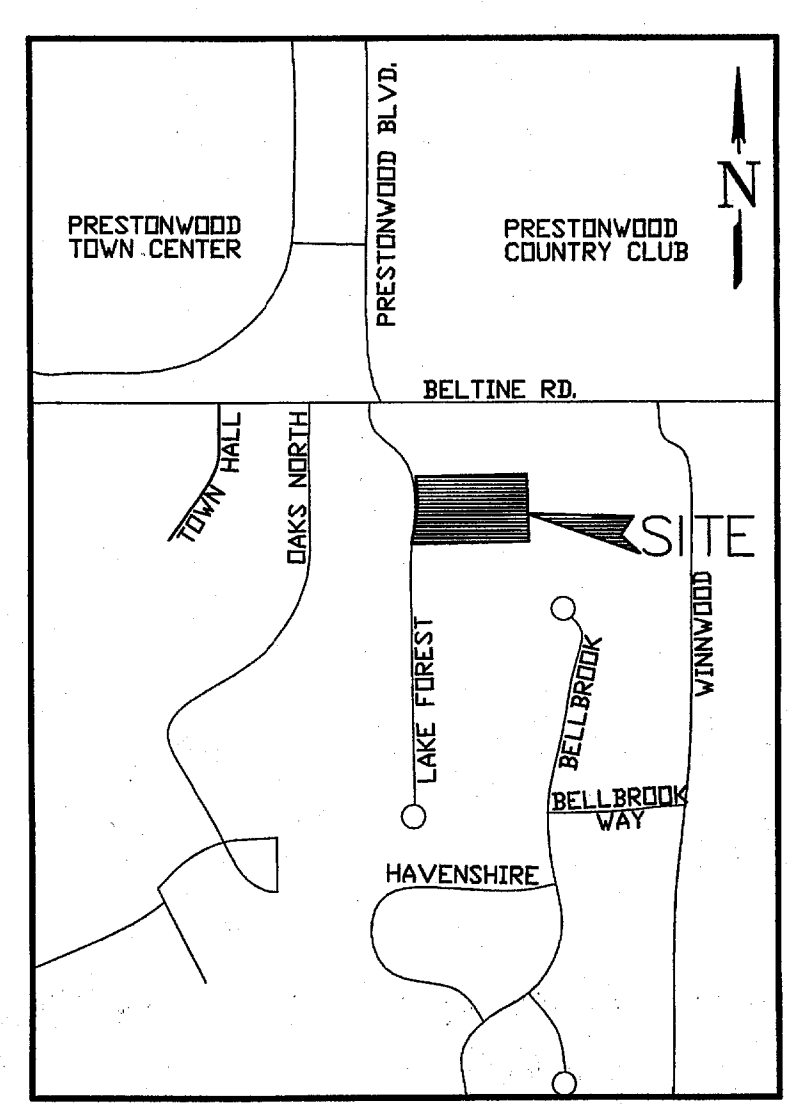 PRESTONWOOD BLVD.
N
PRESTONWOOD
TOWN CENTER
PRESTONWOOD
COUNTRY CLUB
BELTINE RD.
TOWN HALL
OAKS NORTH
SITE
WINNWOOD
LAKE FOREST
BELLBROOK
BELLBROOK
WAY
HAVENSHIRE